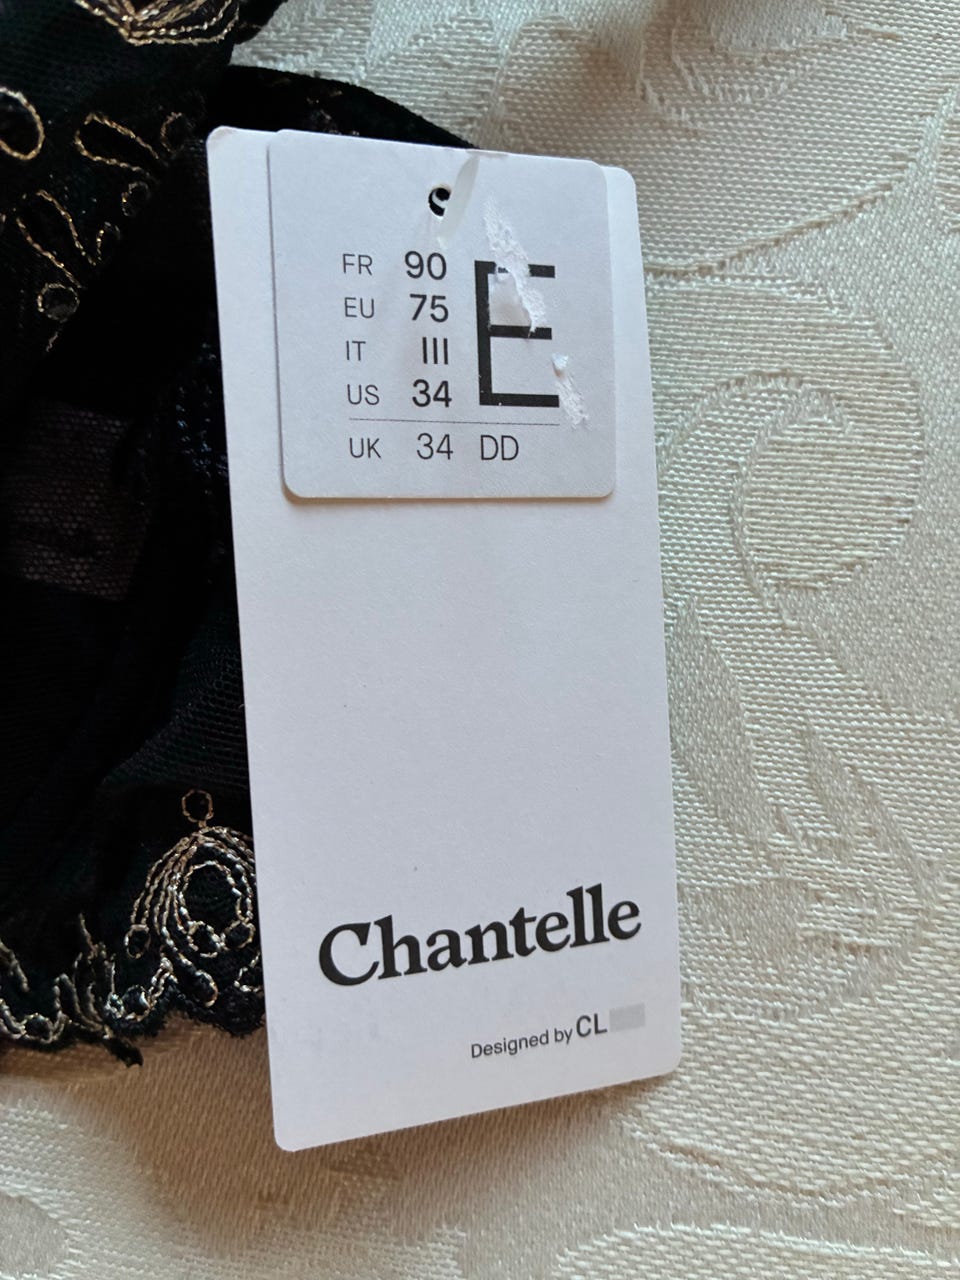 FR 90 E
EU 75
IT III
US 34
UK 34 DD
Chantelle
Designed by CL